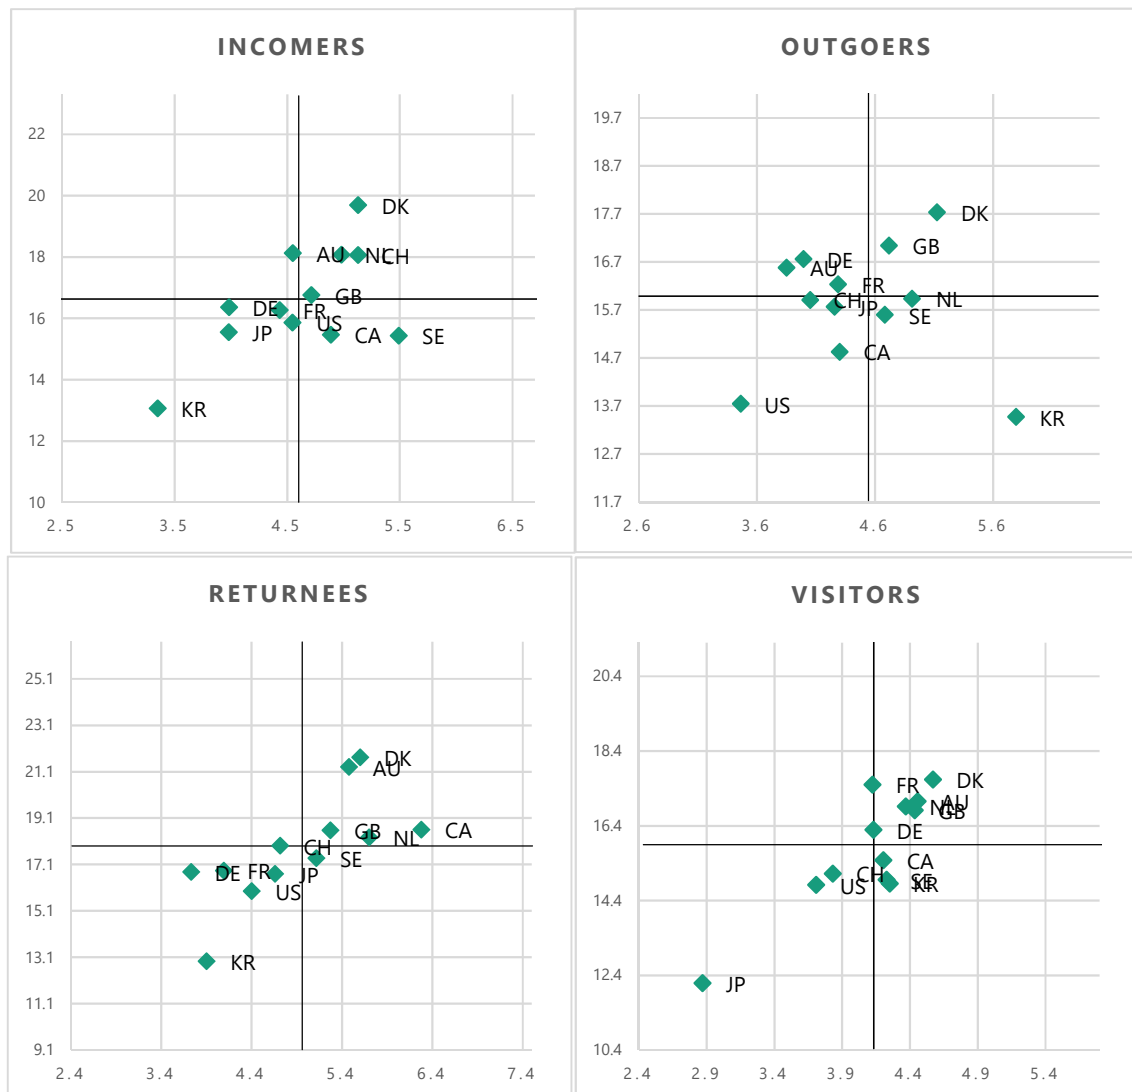 INCOMERS
22
20
18
16
14
12
10
2.5 3.5 4.5 5.5 6.5
DK
AU NL CH
GB
DE FR
US
JP CA SE
KR
OUTGOERS
19.7
18.7
17.7
16.7
15.7
14.7
13.7
12.7
11.7
2.6 3.6 4.6 5.6
DK
GB
DE
AU
FR
CH NL
JP SE
CA
US
KR
RETURNEES
25.1
23.1
21.1
19.1
17.1
15.1
13.1
11.1
9.1
2.4 3.4 4.4 5.4 6.4 7.4
DK
AU
GB CA
NL
CH
SE
DE FR JP
US
KR
VISITORS
20.4
18.4
16.4
14.4
12.4
10.4
2.4 2.9 3.4 3.9 4.4 4.9 5.4
DK
FR
AU
NL GB
DE
CA
CH SE
US KR
JP